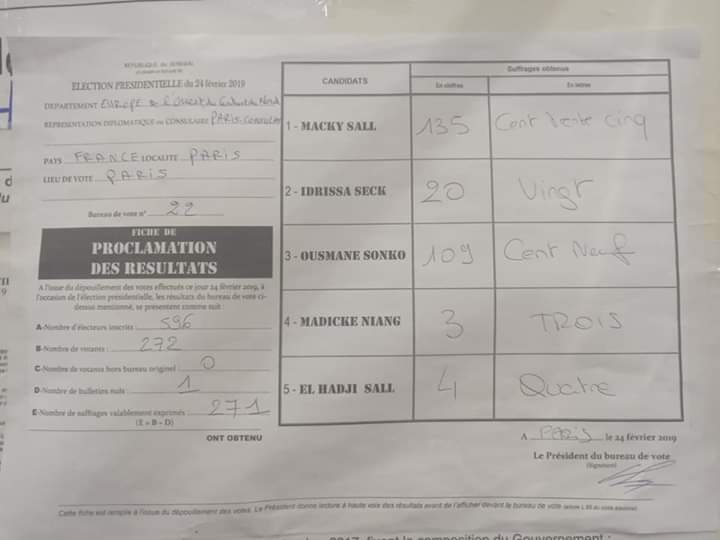 REPUBLIQUE du SENEGAL
ELECTION PRESIDENTIELLE du 24 février 2019
DEPARTEMENT EUROPE de l'Ouest du Centre et du Nord
REPRESENTATION DIPLOMATIQUE OU CONSULAIRE PARIS-CONSULAT
PAYS FRANCE LOCALITE PARIS
LIEU DE VOTE PARIS
Bureau de vote n° 22
FICHE DE
PROCLAMATION
DES RESULTATS
A l'issue du dépouillement des votes effectués ce jour 24 février 2019, à
l'occasion de l'élection présidentielle, les résultats du bureau de vote ci-
dessus mentionné, se présentent comme suit :
A-Nombre d'électeurs inscrits : 596
B-Nombre de votants : 272
C-Nombre de votants hors bureau originel : 0
D-Nombre de bulletins nuls : 1
E-Nombre de suffrages valablement exprimés : 271
(E = B – D)
ONT OBTENU
CANDIDATS
Suffrages obtenus
En chiffres En lettres
1 - MACKY SALL 135 Cent trente cinq
2 - IDRISSA SECK 20 Vingt
3 - OUSMANE SONKO 109 Cent Neuf
4 - MADICKE NIANG 3 TROIS
5 - EL HADJI SALL 4 Quatre
A PARIS le 24 février 2019
Le Président du bureau de vote
(Signature)
Cette fiche est remplie à l'issue du dépouillement des votes. Le Président donne lecture à haute voix des résultats avant de l'afficher devant le bureau de vote
2017, fixant la composition du Gouvernement ;